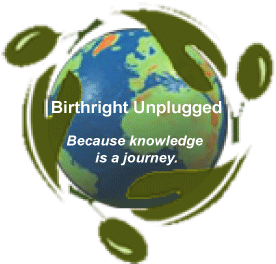 Birthright Unplugged
Because knowledge
is a journey.